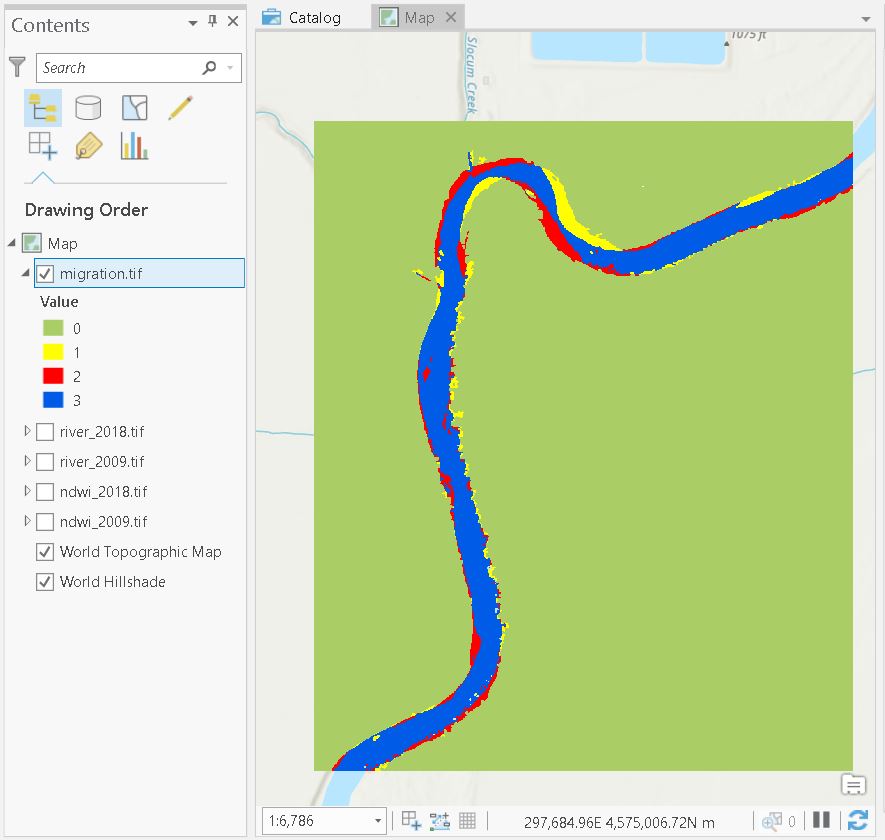 Contents
Search
Drawing Order
Map
migration.tif
Value
0
1
2
3
river_2018.tif
river_2009.tif
ndwi_2018.tif
ndwi_2009.tif
World Topographic Map
World Hillshade
Catalog
Map
Slocum Creek
1075 ft
1:6,786
297,684.96E 4,575,006.72N m
0